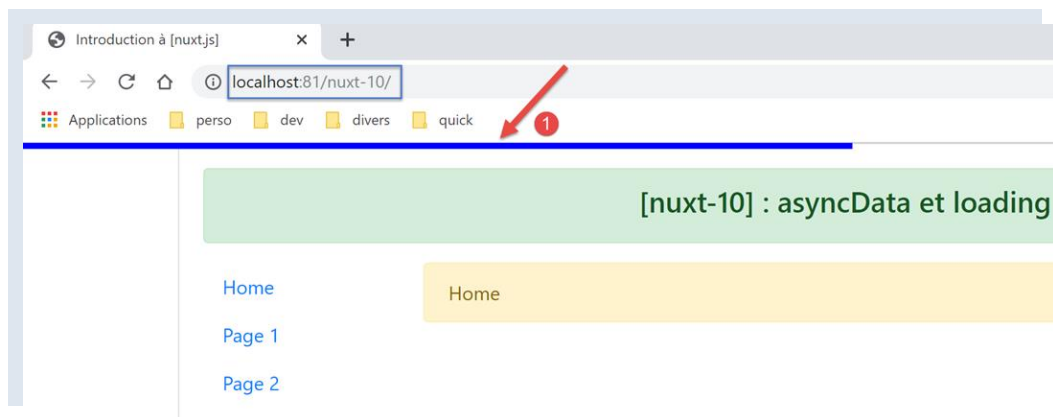 Introduction à [nuxt.js]
localhost:81/nuxt-10/
Applications perso dev divers quick
1
[nuxt-10] : asyncData et loading
Home Home
Page 1
Page 2